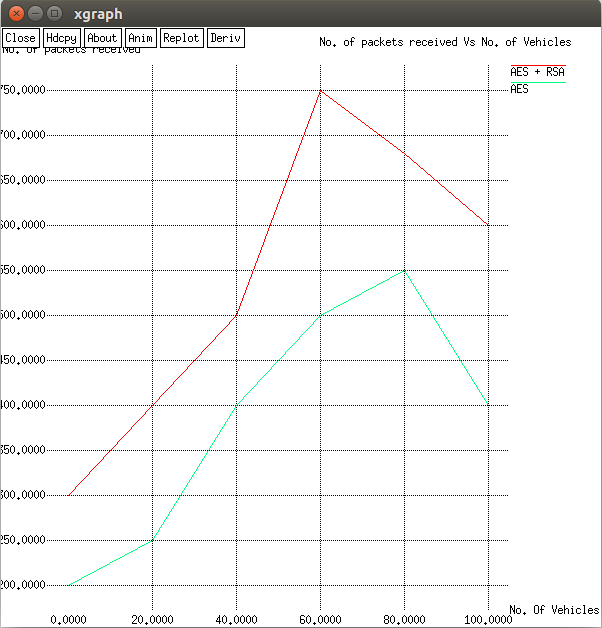 xgraph
Close Hdcpy About Anim Replot Deriv
No. of packets received
No. of packets received Vs No. of Vehicles
AES + RSA
AES
750.0000
700.0000
650.0000
600.0000
550.0000
500.0000
450.0000
400.0000
350.0000
300.0000
250.0000
200.0000
No. Of Vehicles
0.0000 20.0000 40.0000 60.0000 80.0000 100.0000